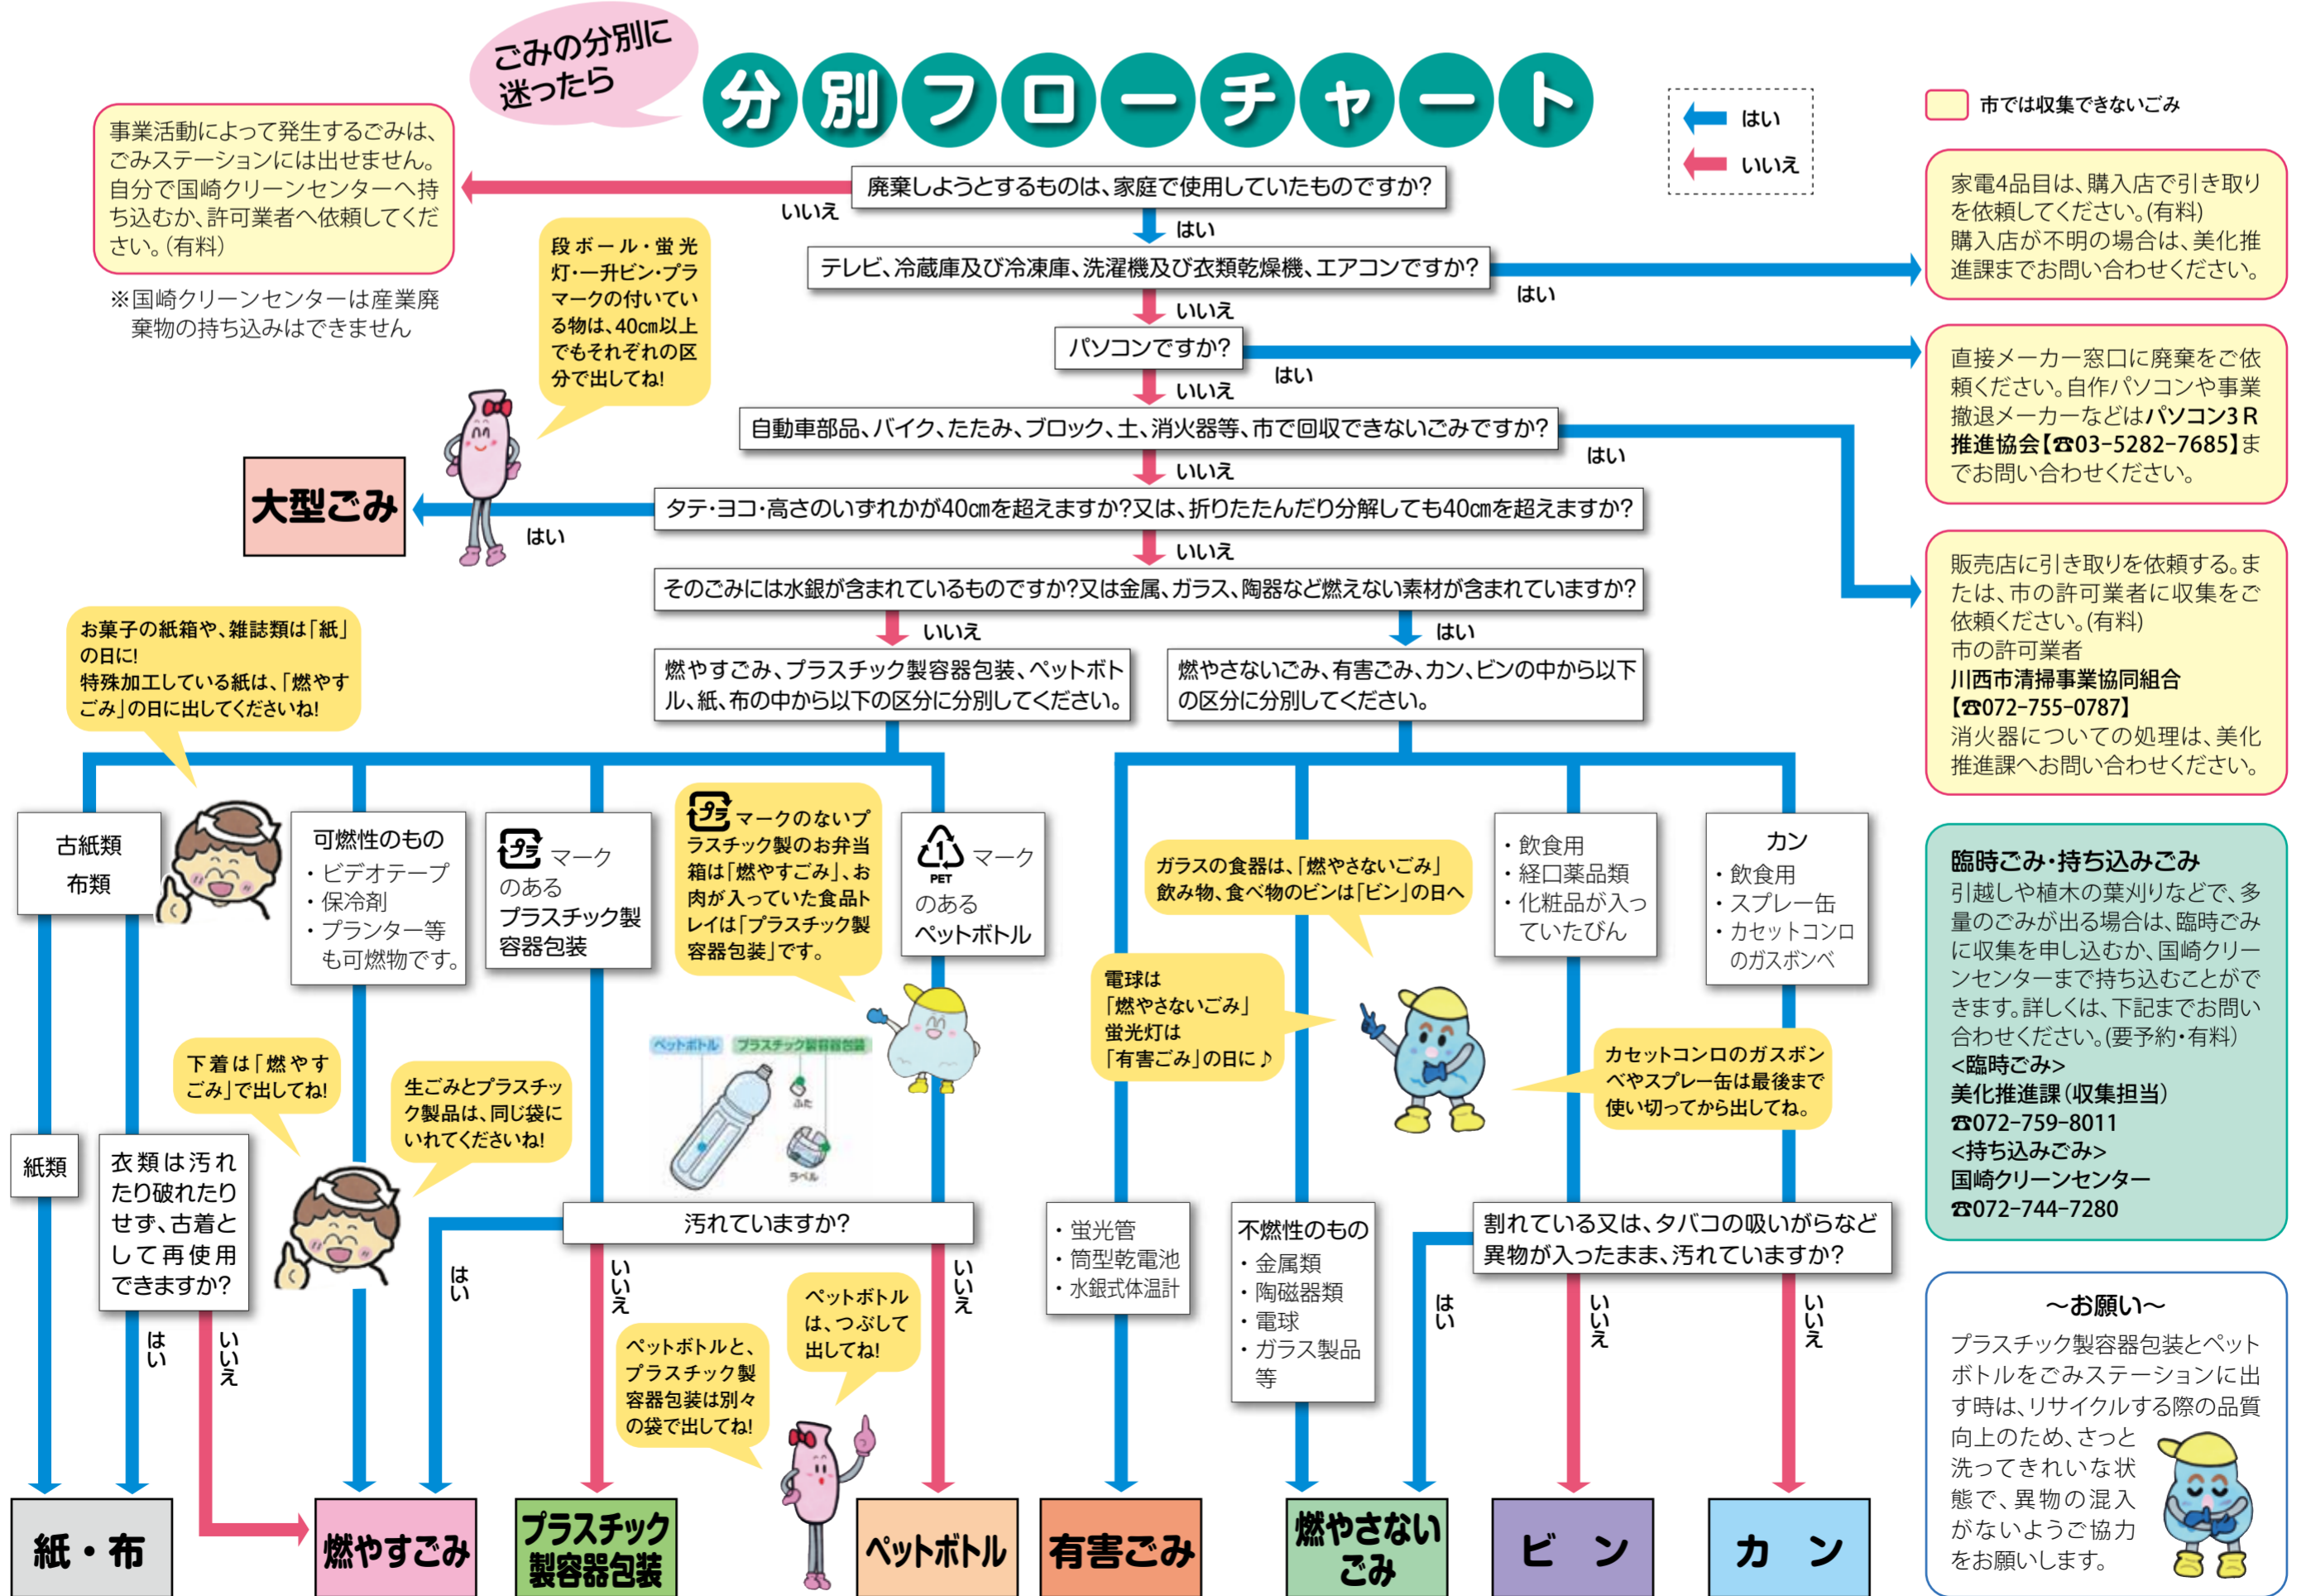 ごみの分別に
迷ったら
分別フローチャート
はい
いいえ
市では収集できないごみ
事業活動によって発生するごみは、
ごみステーションには出せません。
自分で国崎クリーンセンターへ持
ち込むか、許可業者へ依頼してくだ
さい。(有料)
※国崎クリーンセンターは産業廃
棄物の持ち込みはできません
廃棄しようとするものは、家庭で使用していたものですか?
いいえ
はい
テレビ、冷蔵庫及び冷凍庫、洗濯機及び衣類乾燥機、エアコンですか?
はい
いいえ
家電4品目は、購入店で引き取り
を依頼してください。(有料)
購入店が不明の場合は、美化推
進課までお問い合わせください。
パソコンですか?
はい
いいえ
直接メーカー窓口に廃棄をご依
頼ください。自作パソコンや事業
撤退メーカーなどはパソコン3R
推進協会【☎03-5282-7685】ま
でお問い合わせください。
段ボール・蛍光
灯・一升ビン・プラ
マークの付いてい
る物は、40㎝以上
でもそれぞれの区
分で出してね!
自動車部品、バイク、たたみ、ブロック、土、消火器等、市で回収できないごみですか?
はい
いいえ
販売店に引き取りを依頼する。ま
たは、市の許可業者に収集をご
依頼ください。(有料)
市の許可業者
川西市清掃事業協同組合
【☎072-755-0787】
消火器についての処理は、美化
推進課へお問い合わせください。
タテ・ヨコ・高さのいずれかが40㎝を超えますか?又は、折りたたんだり分解しても40㎝を超えますか?
はい
大型ごみ
いいえ
そのごみには水銀が含まれているものですか?又は金属、ガラス、陶器など燃えない素材が含まれていますか?
いいえ
はい
燃やすごみ、プラスチック製容器包装、ペットボト
ル、紙、布の中から以下の区分に分別してください。
燃やさないごみ、有害ごみ、カン、ビンの中から以下
の区分に分別してください。
お菓子の紙箱や、雑誌類は「紙」
の日に!
特殊加工している紙は、「燃やす
ごみ」の日に出してくださいね!
古紙類
布類
可燃性のもの
・ビデオテープ
・保冷剤
・プランター等
も可燃物です。
プラ マーク
のある
プラスチック製
容器包装
プラ マークのないプ
ラスチック製のお弁当
箱は「燃やすごみ」、お
肉が入っていた食品ト
レイは「プラスチック製
容器包装」です。
1 PET マーク
のある
ペットボトル
ガラスの食器は、「燃やさないごみ」
飲み物、食べ物のビンは「ビン」の日へ
・飲食用
・経口薬品類
・化粧品が入っ
ていたびん
カン
・飲食用
・スプレー缶
・カセットコンロ
のガスボンベ
電球は
「燃やさないごみ」
蛍光灯は
「有害ごみ」の日に♪
カセットコンロのガスボン
ベやスプレー缶は最後まで
使い切ってから出してね。
臨時ごみ・持ち込みごみ
引越しや植木の葉刈りなどで、多
量のごみが出る場合は、臨時ごみ
に収集を申し込むか、国崎クリー
ンセンターまで持ち込むことがで
きます。詳しくは、下記までお問い
合わせください。(要予約・有料)
<臨時ごみ>
美化推進課(収集担当)
☎072-759-8011
<持ち込みごみ>
国崎クリーンセンター
☎072-744-7280
下着は「燃やす
ごみ」で出してね!
生ごみとプラスチッ
ク製品は、同じ袋に
いれてくださいね!
ペットボトル
プラスチック製容器包装
ふた
ラベル
紙類
衣類は汚れ
たり破れたり
せず、古着と
して再使用
できますか?
はい
いいえ
汚れていますか?
はい
いいえ
いいえ
・蛍光管
・筒型乾電池
・水銀式体温計
不燃性のもの
・金属類
・陶磁器類
・電球
・ガラス製品
等
割れている又は、タバコの吸いがらなど
異物が入ったまま、汚れていますか?
はい
いいえ
いいえ
ペットボトルと、
プラスチック製
容器包装は別々
の袋で出してね!
ペットボトル
は、つぶして
出してね!
～お願い～
プラスチック製容器包装とペット
ボトルをごみステーションに出
す時は、リサイクルする際の品質
向上のため、さっと
洗ってきれいな状
態で、異物の混入
がないようご協力
をお願いします。
紙・布
燃やすごみ
プラスチック
製容器包装
ペットボトル
有害ごみ
燃やさない
ごみ
ビン
カン